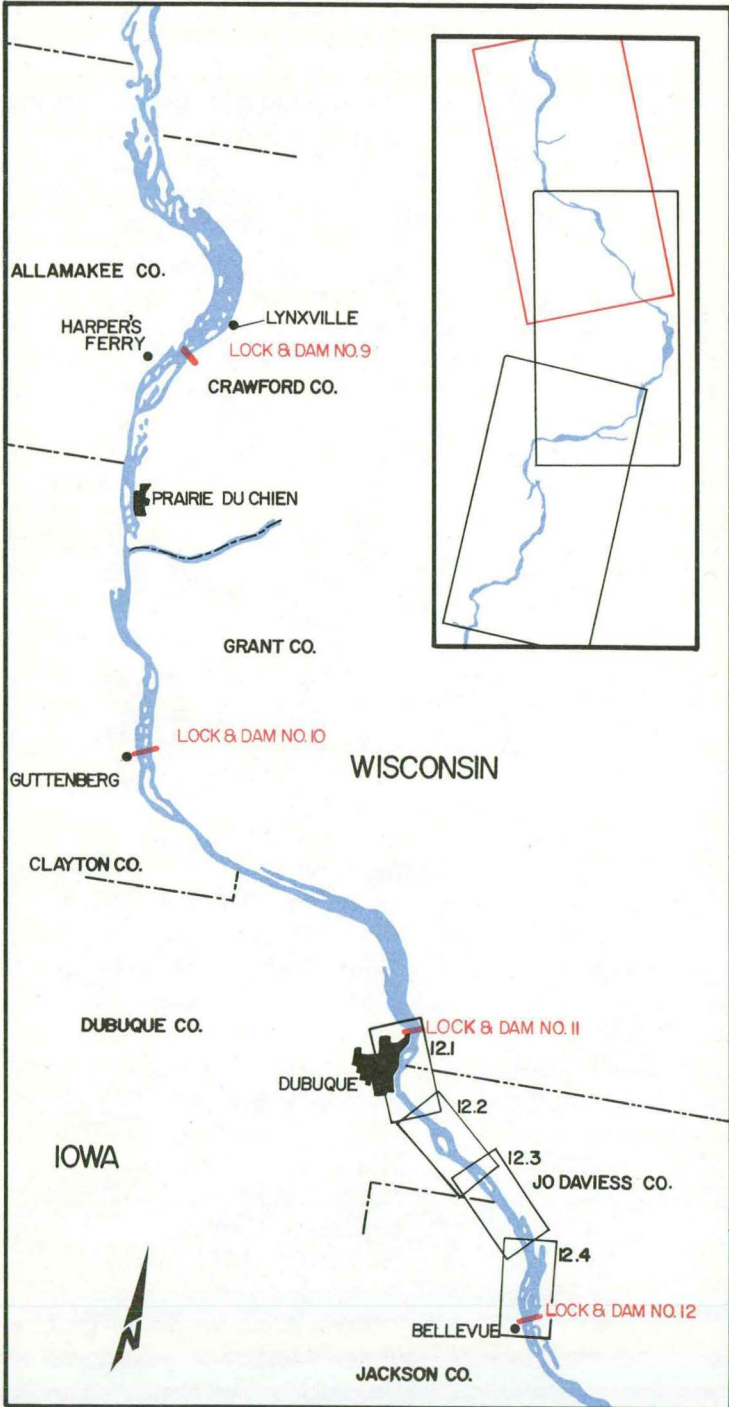 ALLAMAKEE CO.
LYNXVILLE
HARPER'S
FERRY
LOCK & DAM NO. 9
CRAWFORD CO.
PRAIRIE DU CHIEN
GRANT CO.
LOCK & DAM NO. 10
GUTTENBERG
WISCONSIN
CLAYTON CO.
DUBUQUE CO.
LOCK & DAM NO. 11
12.1
DUBUQUE
12.2
IOWA
12.3
JO DAVIESS CO.
12.4
LOCK & DAM NO. 12
BELLEVUE
JACKSON CO.
N